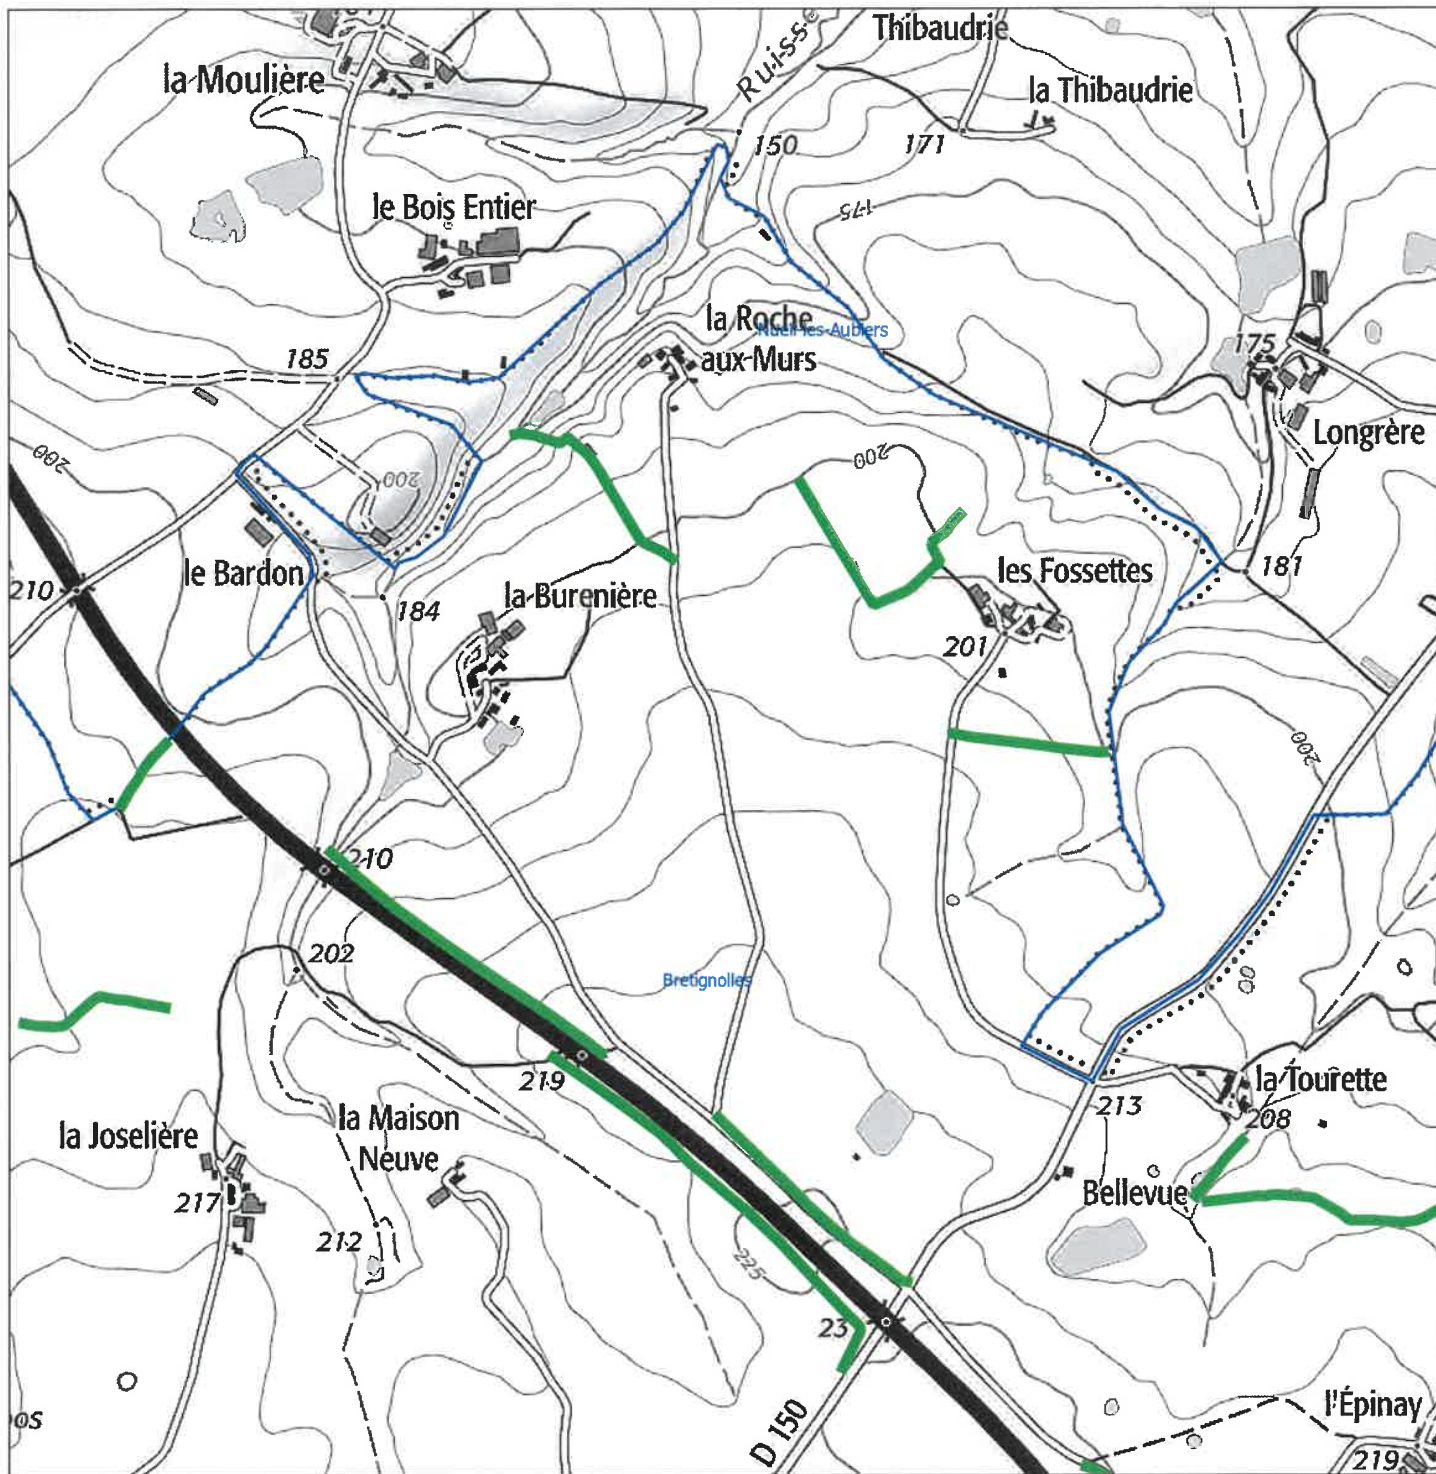 Thibaudrie
Ruisse
la Moulière
la Thibaudrie
150
171
le Bois Entier
175
la Roche
aux-Murs
Nueil-les-Aubiers
185
175
Longrère
200
200
200
le Bardon
184
la Burenière
les Fossettes
181
210
201
200
D
210
202
Bretignolles
219
213
la Tourette
208
la Joselière
la Maison
Neuve
217
212
Bellevue
225
23
D 150
l'Épinay
219